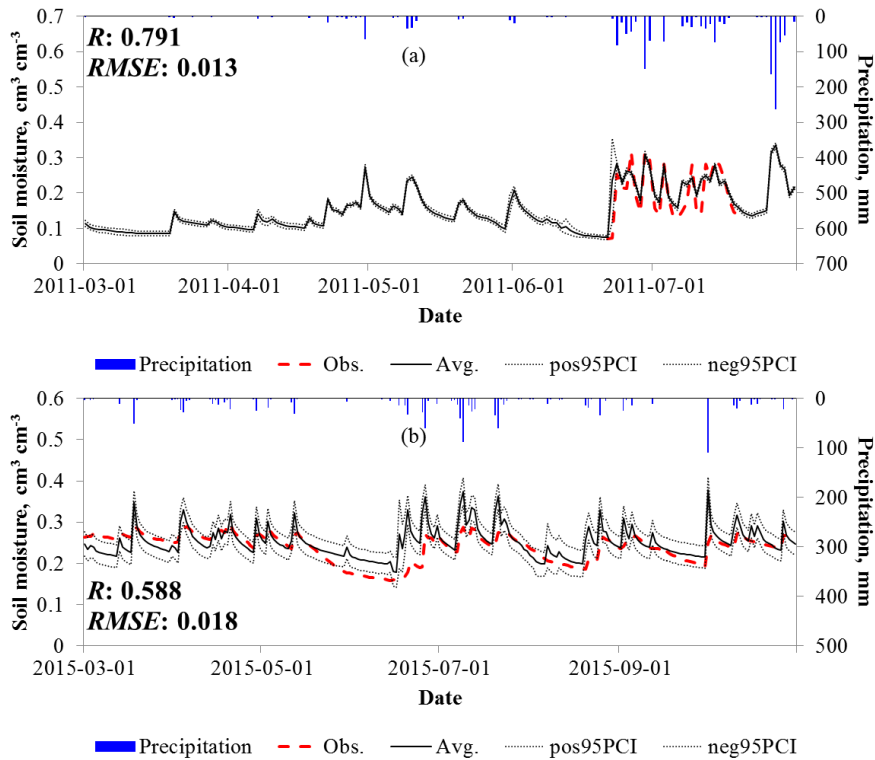 R: 0.791
RMSE: 0.013
(a)
Soil moisture, cm³ cm⁻³
0.7
0.6
0.5
0.4
0.3
0.2
0.1
0
Precipitation, mm
0
100
200
300
400
500
600
700
2011-03-01 2011-04-01 2011-05-01 2011-06-01 2011-07-01
Date
Precipitation Obs. Avg. pos95PCI neg95PCI
(b)
Soil moisture, cm³ cm⁻³
0.6
0.5
0.4
0.3
0.2
0.1
0
R: 0.588
RMSE: 0.018
Precipitation, mm
0
100
200
300
400
500
2015-03-01 2015-05-01 2015-07-01 2015-09-01
Date
Precipitation Obs. Avg. pos95PCI neg95PCI